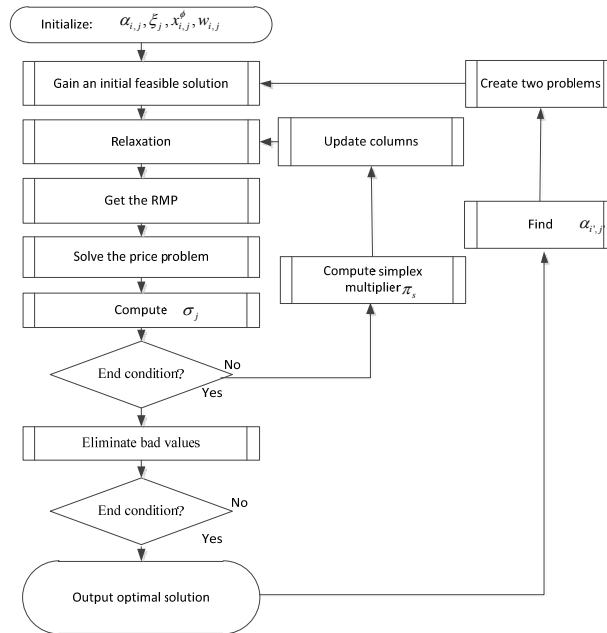 Initialize: α_{i,j}, ξ_j, x^ϕ_{i,j}, w_{i,j}
Gain an initial feasible solution
Create two problems
Relaxation
Update columns
Get the RMP
Find α_{i',j'}
Solve the price problem
Compute simplex
multiplier π_s
Compute σ_j
End condition?
No
Yes
Eliminate bad values
End condition?
No
Yes
Output optimal solution